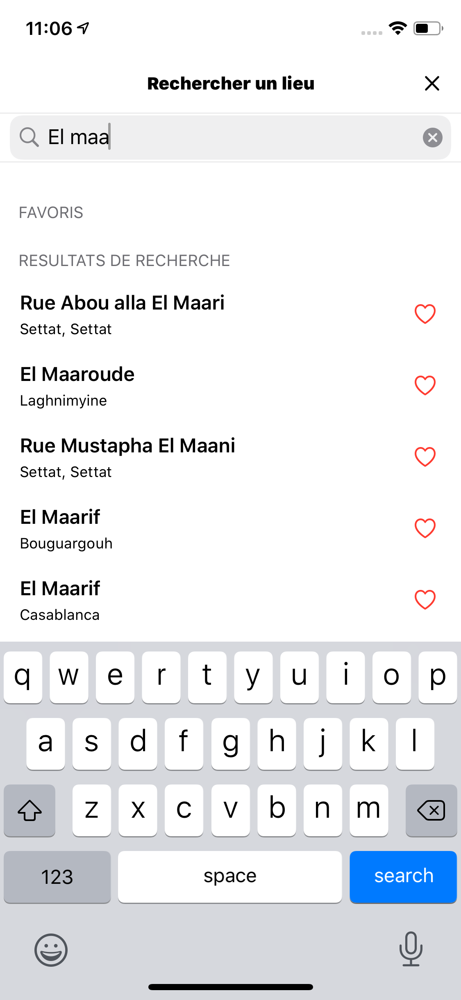 11:06
Rechercher un lieu
El maa
FAVORIS
RESULTATS DE RECHERCHE
Rue Abou alla El Maari
Settat, Settat
El Maaroude
Laghnimyine
Rue Mustapha El Maani
Settat, Settat
El Maarif
Bouguargouh
El Maarif
Casablanca
q w e r t y u i o p
a s d f g h j k l
z x c v b n m
123 space search